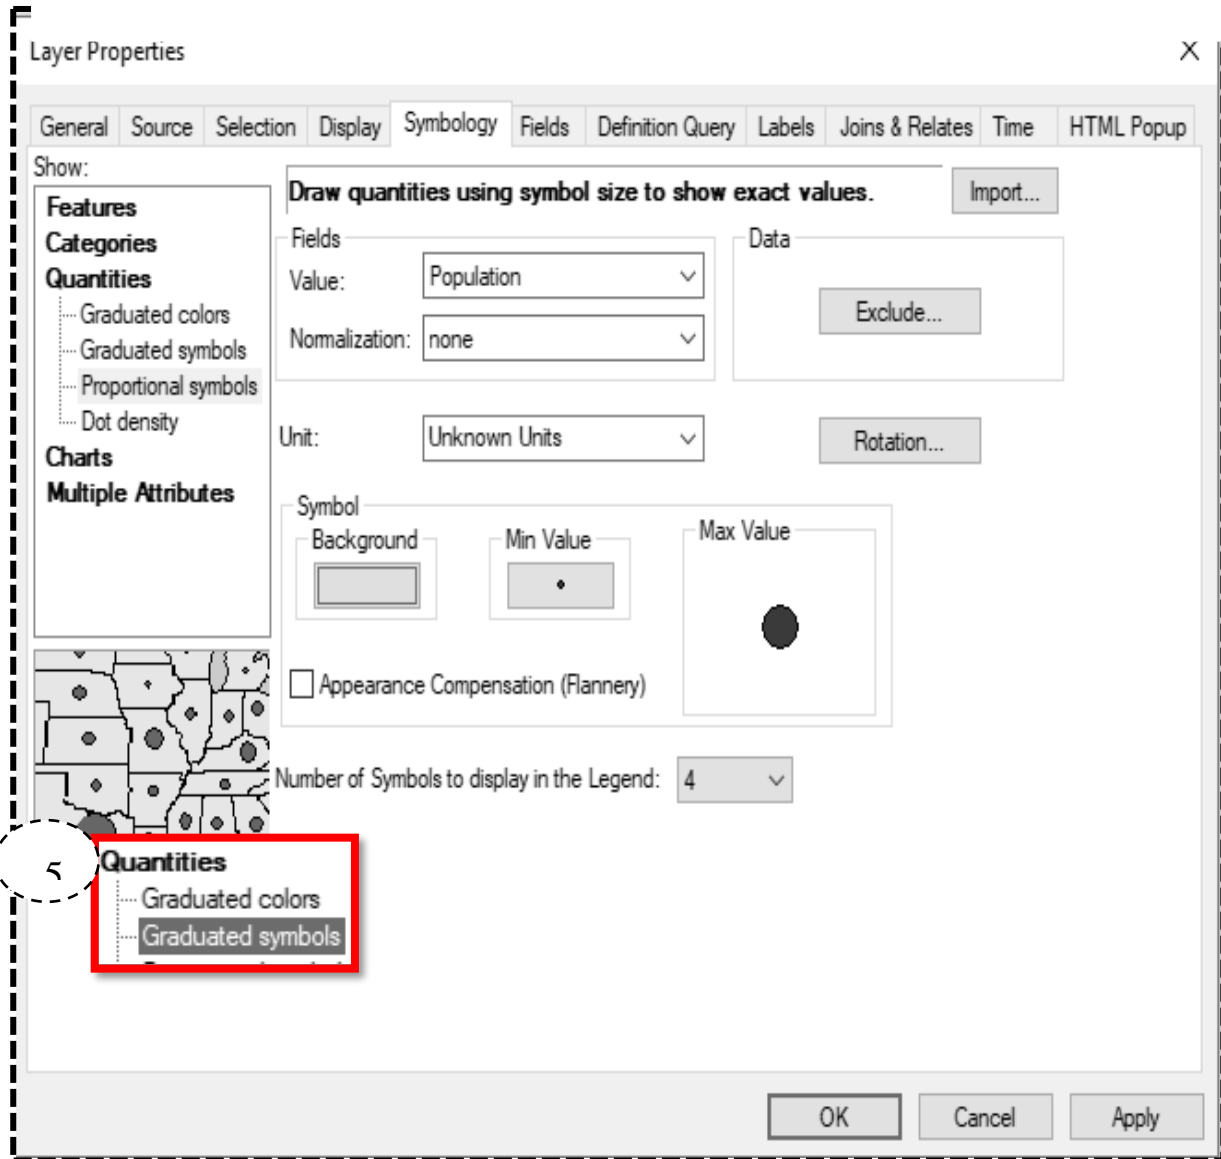 Layer Properties
X
General Source Selection Display Symbology Fields Definition Query Labels Joins & Relates Time HTML Popup
Show:
Features
Categories
Quantities
Graduated colors
Graduated symbols
Proportional symbols
Dot density
Charts
Multiple Attributes
Draw quantities using symbol size to show exact values.
Import...
Fields
Value: Population
Normalization: none
Data
Exclude...
Unit: Unknown Units
Rotation...
Symbol
Background
Min Value
Max Value
Appearance Compensation (Flannery)
Number of Symbols to display in the Legend: 4
5
Quantities
Graduated colors
Graduated symbols
OK Cancel Apply